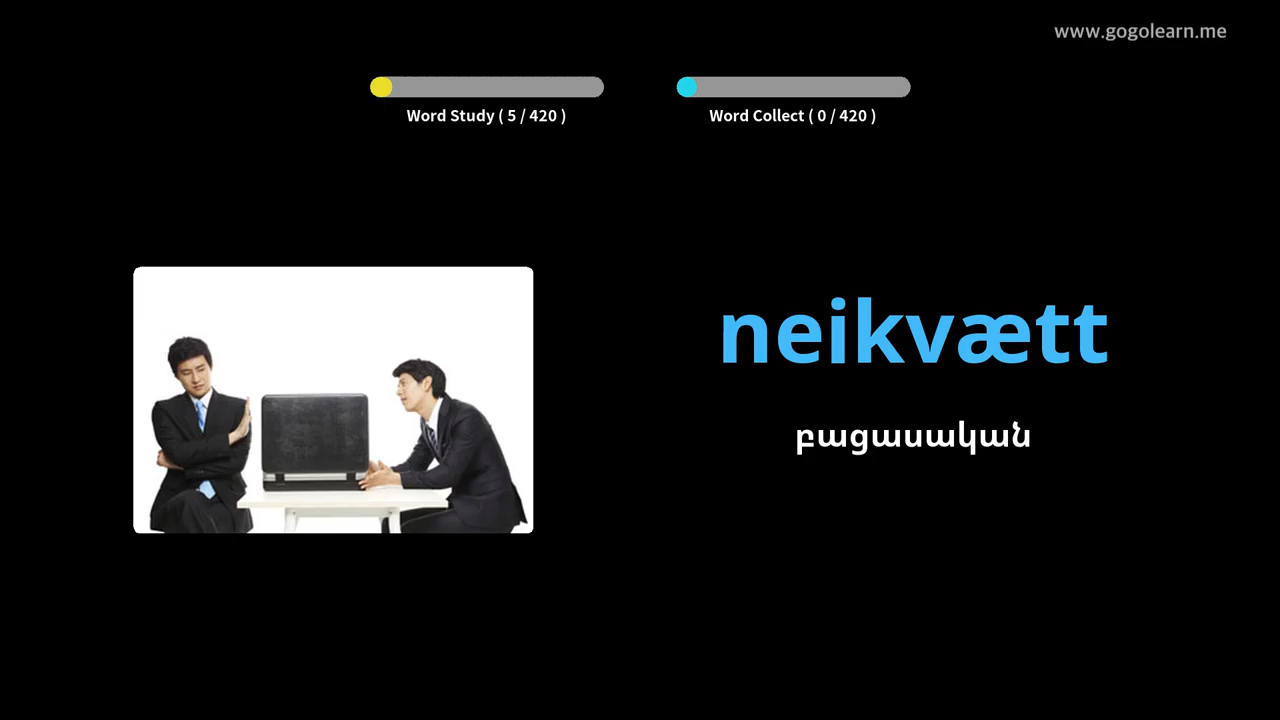 www.gogolearn.me
Word Study ( 5 / 420 )
Word Collect ( 0 / 420 )
neikvætt
բացասական